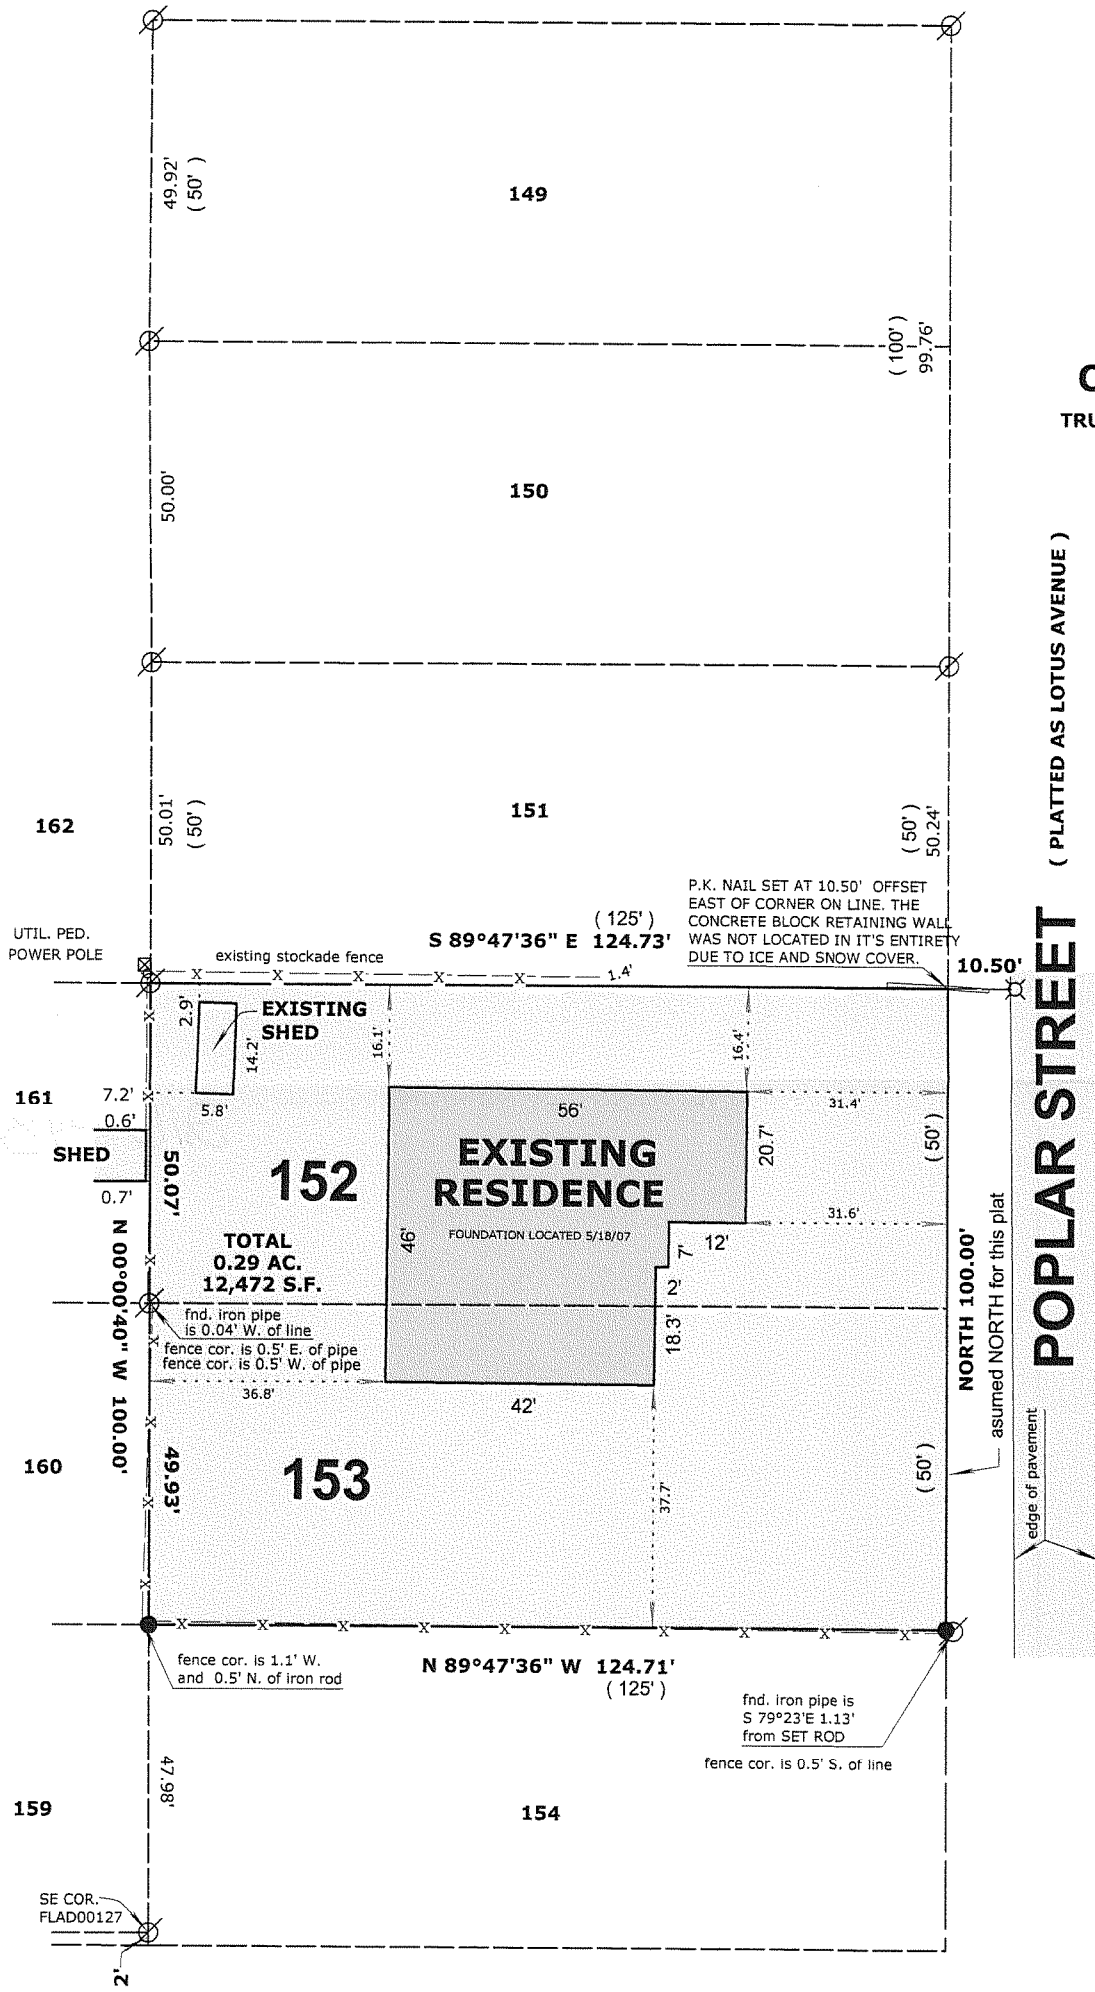 49.92'
( 50' )
149
( 100' )
99.76'
C
TRU
50.00'
150
( PLATTED AS LOTUS AVENUE )
POPLAR STREET
162
50.01'
( 50' )
151
( 50' )
50.24'
P.K. NAIL SET AT 10.50' OFFSET
EAST OF CORNER ON LINE. THE
CONCRETE BLOCK RETAINING WALL
WAS NOT LOCATED IN IT'S ENTIRETY
DUE TO ICE AND SNOW COVER.
( 125' )
S 89°47'36" E 124.73'
UTIL. PED.
POWER POLE
existing stockade fence
1.4'
10.50'
2.9'
EXISTING
SHED
14.2'
16.1'
16.4'
161
7.2'
5.8'
56'
31.4'
0.6'
SHED
0.7'
50.07'
152
EXISTING
RESIDENCE
FOUNDATION LOCATED 5/18/07
20.7'
( 50' )
31.6'
46'
7'
12'
2'
TOTAL
0.29 AC.
12,472 S.F.
N 00°00'40" W 100.00'
NORTH 100.00'
asumed NORTH for this plat
fnd. iron pipe
is 0.04' W. of line
fence cor. is 0.5' E. of pipe
fence cor. is 0.5' W. of pipe
18.3'
36.8'
42'
160
49.93'
153
37.7'
( 50' )
edge of pavement
fence cor. is 1.1' W.
and 0.5' N. of iron rod
N 89°47'36" W 124.71'
( 125' )
fnd. iron pipe is
S 79°23'E 1.13'
from SET ROD
fence cor. is 0.5' S. of line
47.98'
159
154
SE COR.
FLAD00127
2'